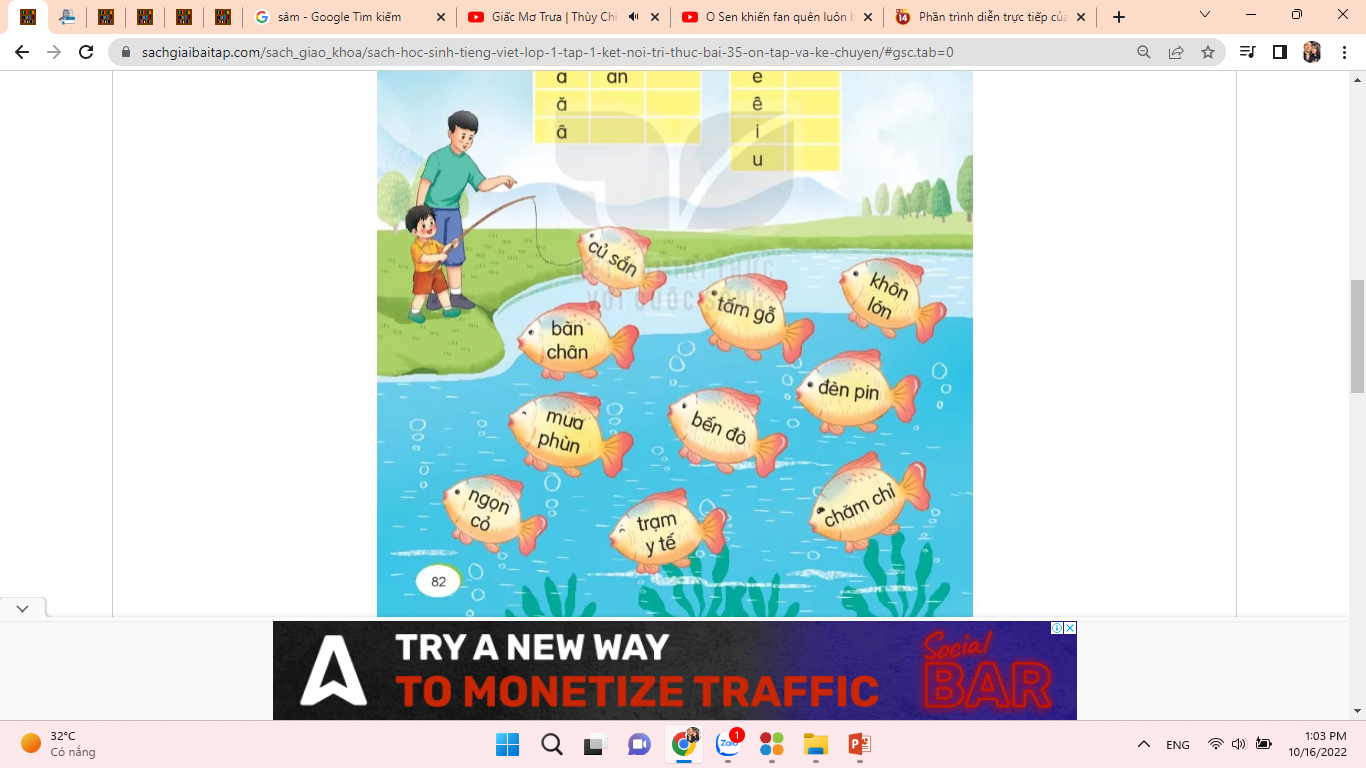 sâm - Google Tìm kiếm
Giấc Mơ Trưa | Thùy Chi
O Sen khiến fan quên luôn b
14 Phần trình diễn trực tiếp của
sachgiaibaitap.com/sach_giao_khoa/sach-hoc-sinh-tieng-viet-lop-1-tap-1-ket-noi-tri-thuc-bai-35-on-tap-va-ke-chuyen/#gsc.tab=0
a an e
ă ê
â i
u
củ sắn
khôn
lớn
tấm gỗ
bàn
chân
đèn pin
mưa
phùn
bến đò
ngọn
cỏ
trạm
y tế
chăm chỉ
82
TRY A NEW WAY
TO MONETIZE TRAFFIC
Social
BAR
32°C
Có nắng
Zalo
1
ENG
1:03 PM
10/16/2022